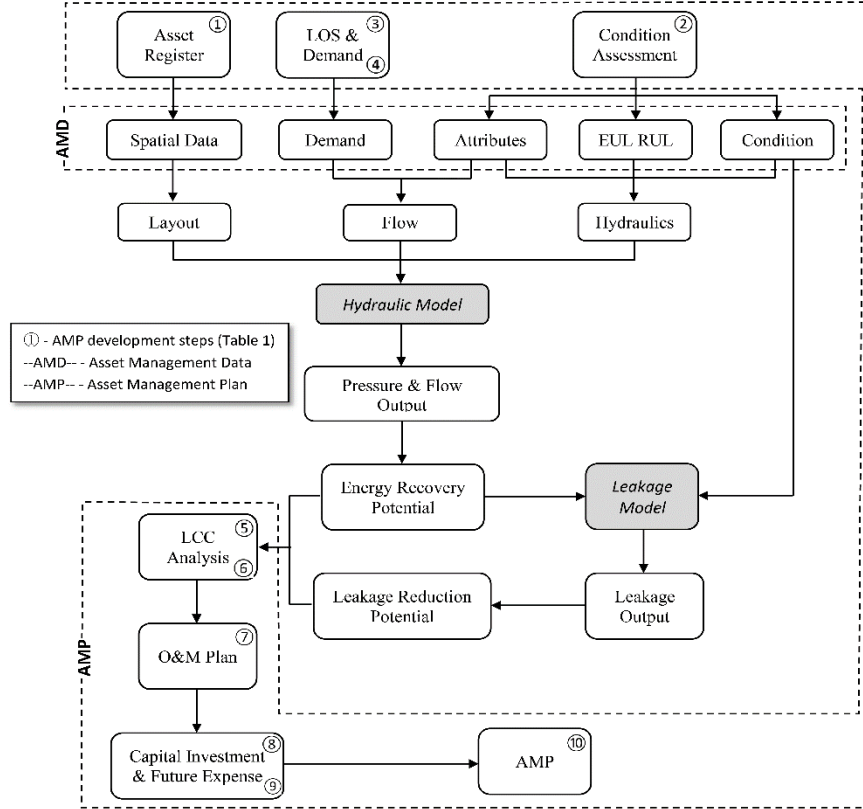 Asset
Register
①
LOS &
Demand
③
④
Condition
Assessment
②
AMD
Spatial Data
Demand
Attributes
EUL RUL
Condition
Layout
Flow
Hydraulics
Hydraulic Model
① - AMP development steps (Table 1)
--AMD-- - Asset Management Data
--AMP-- - Asset Management Plan
Pressure & Flow
Output
Energy Recovery
Potential
Leakage
Model
LCC
Analysis
⑤
⑥
Leakage Reduction
Potential
Leakage
Output
AMP
O&M Plan
⑦
Capital Investment
& Future Expense
⑧
⑨
AMP
⑩